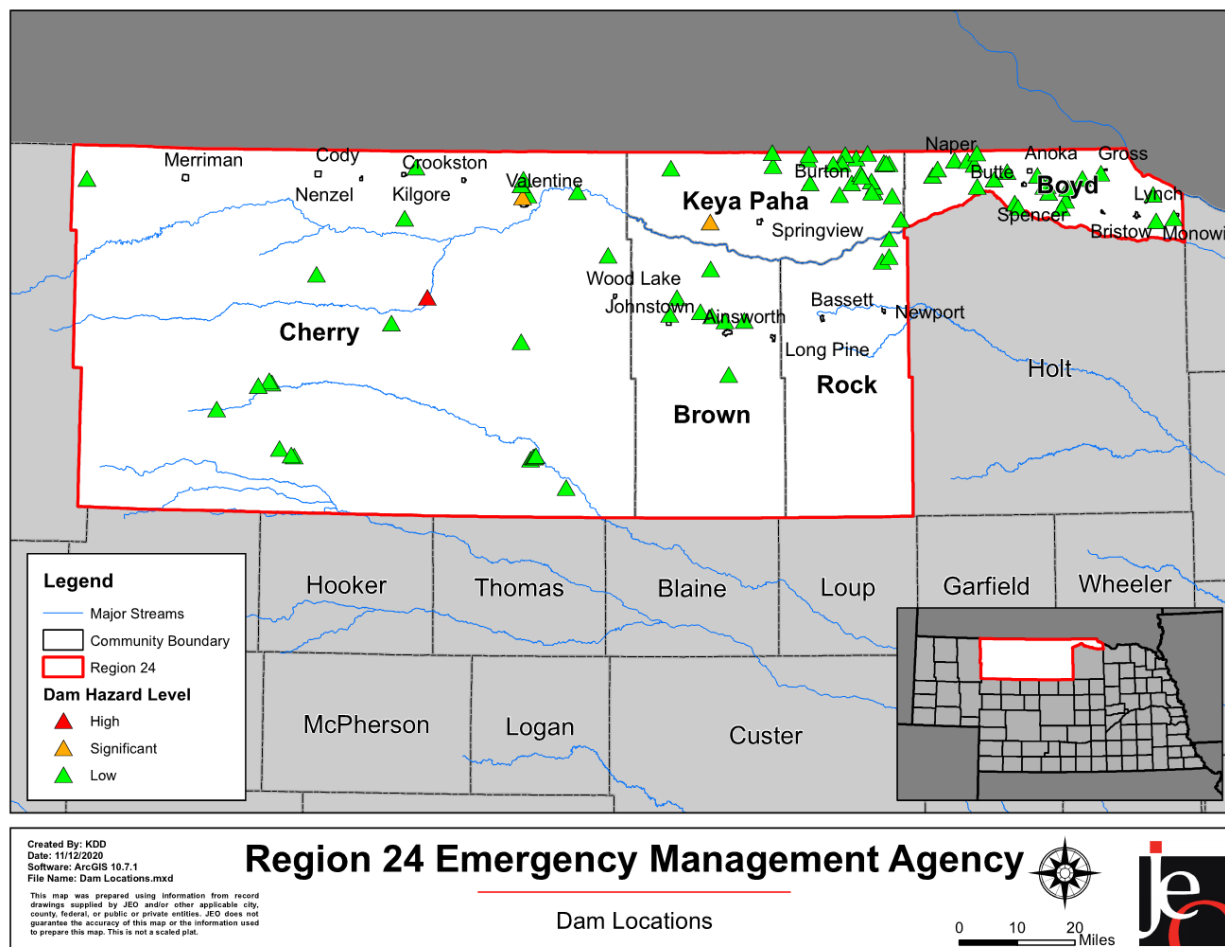 Merriman
Cody
Nenzel
Crookston
Kilgore
Valentine
Keya Paha
Burton
Springview
Naper
Butte
Anoka
Gross
Boyd
Lynch
Spencer
Bristow
Monowi
Wood Lake
Johnstown
Ainsworth
Long Pine
Bassett
Newport
Cherry
Brown
Rock
Holt
Hooker
Thomas
Blaine
Loup
Garfield
Wheeler
McPherson
Logan
Custer
Legend
Major Streams
Community Boundary
Region 24
Dam Hazard Level
High
Significant
Low
Created By: KDD
Date: 11/12/2020
Software: ArcGIS 10.7.1
File Name: Dam Locations.mxd
This map was prepared using information from record
drawings supplied by JEO and/or other applicable city,
county, federal, or public or private entities. JEO does not
guarantee the accuracy of this map or the information used
to prepare this map. This is not a scaled plat.
Region 24 Emergency Management Agency
Dam Locations
0 10 20
Miles
jeo